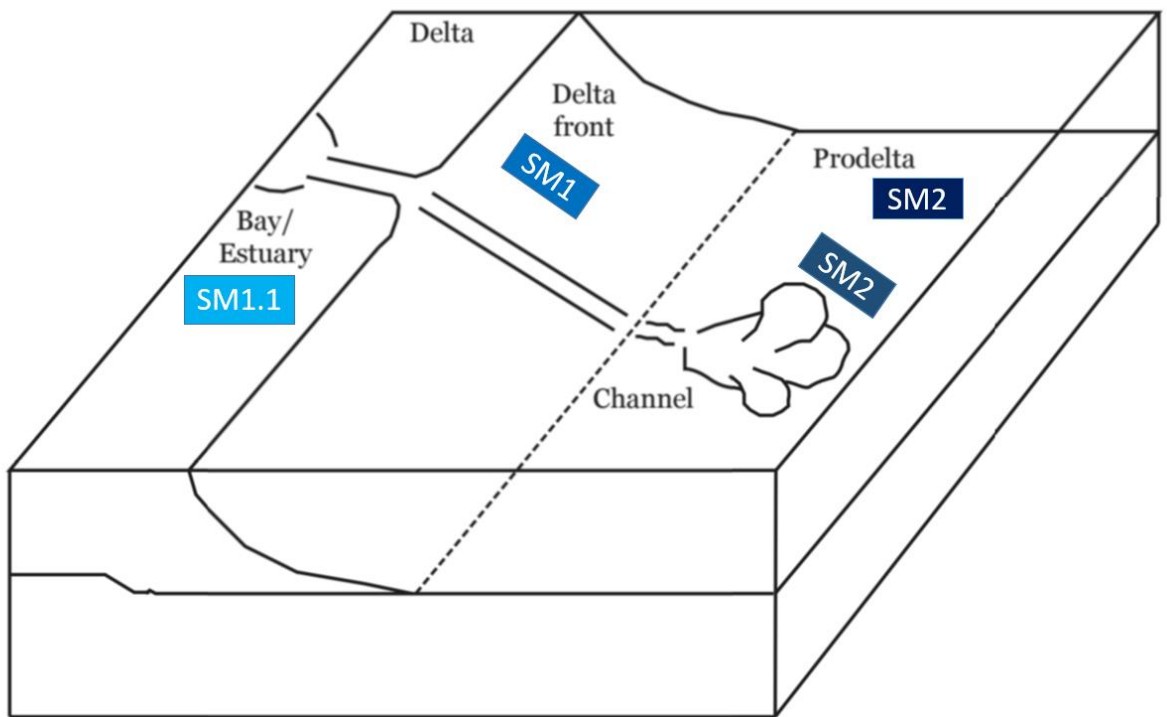 Delta
Delta
front
SM1
Prodelta
SM2
SM2
Bay/
Estuary
SM1.1
Channel